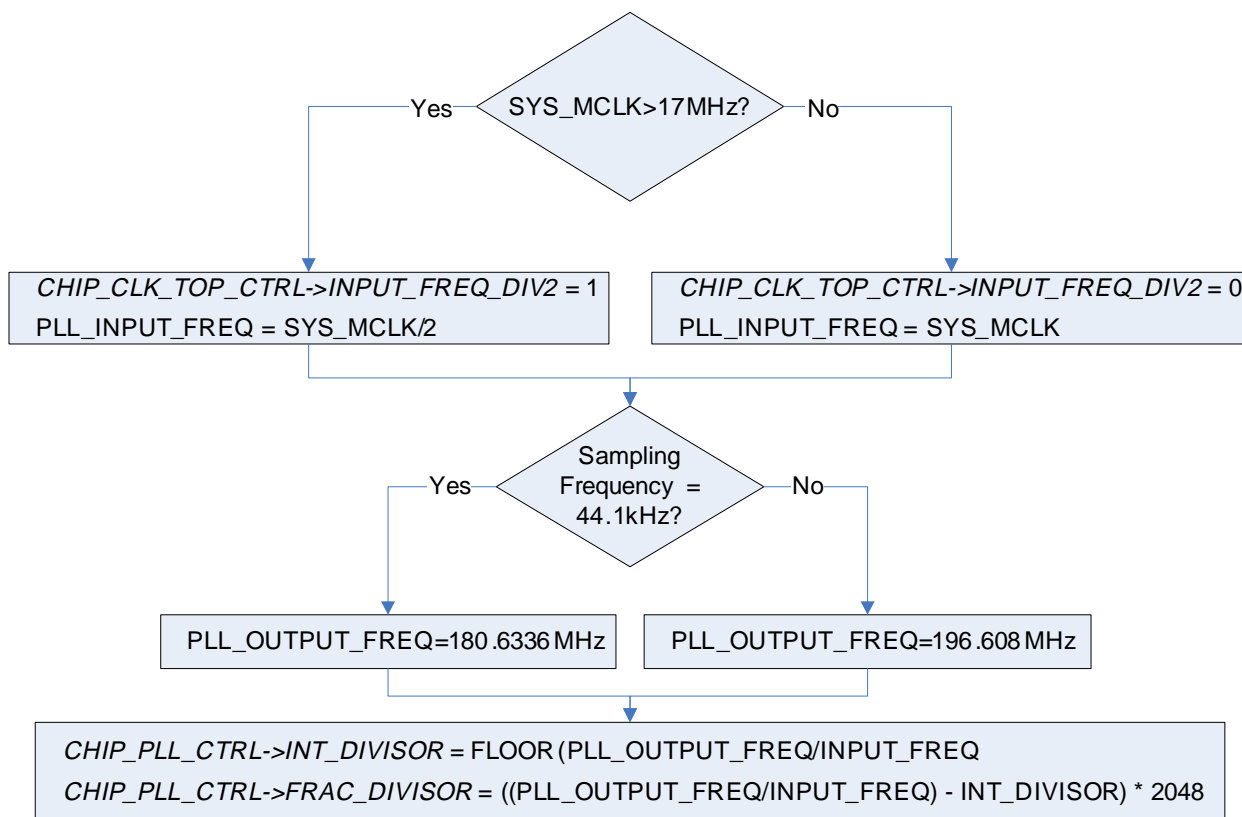 SYS_MCLK>17MHz?
Yes
No
CHIP_CLK_TOP_CTRL->INPUT_FREQ_DIV2 = 1
PLL_INPUT_FREQ = SYS_MCLK/2
CHIP_CLK_TOP_CTRL->INPUT_FREQ_DIV2 = 0
PLL_INPUT_FREQ = SYS_MCLK
Sampling
Frequency =
44.1kHz?
Yes
No
PLL_OUTPUT_FREQ=180.6336MHz
PLL_OUTPUT_FREQ=196.608MHz
CHIP_PLL_CTRL->INT_DIVISOR = FLOOR(PLL_OUTPUT_FREQ/INPUT_FREQ
CHIP_PLL_CTRL->FRAC_DIVISOR = ((PLL_OUTPUT_FREQ/INPUT_FREQ) - INT_DIVISOR) * 2048